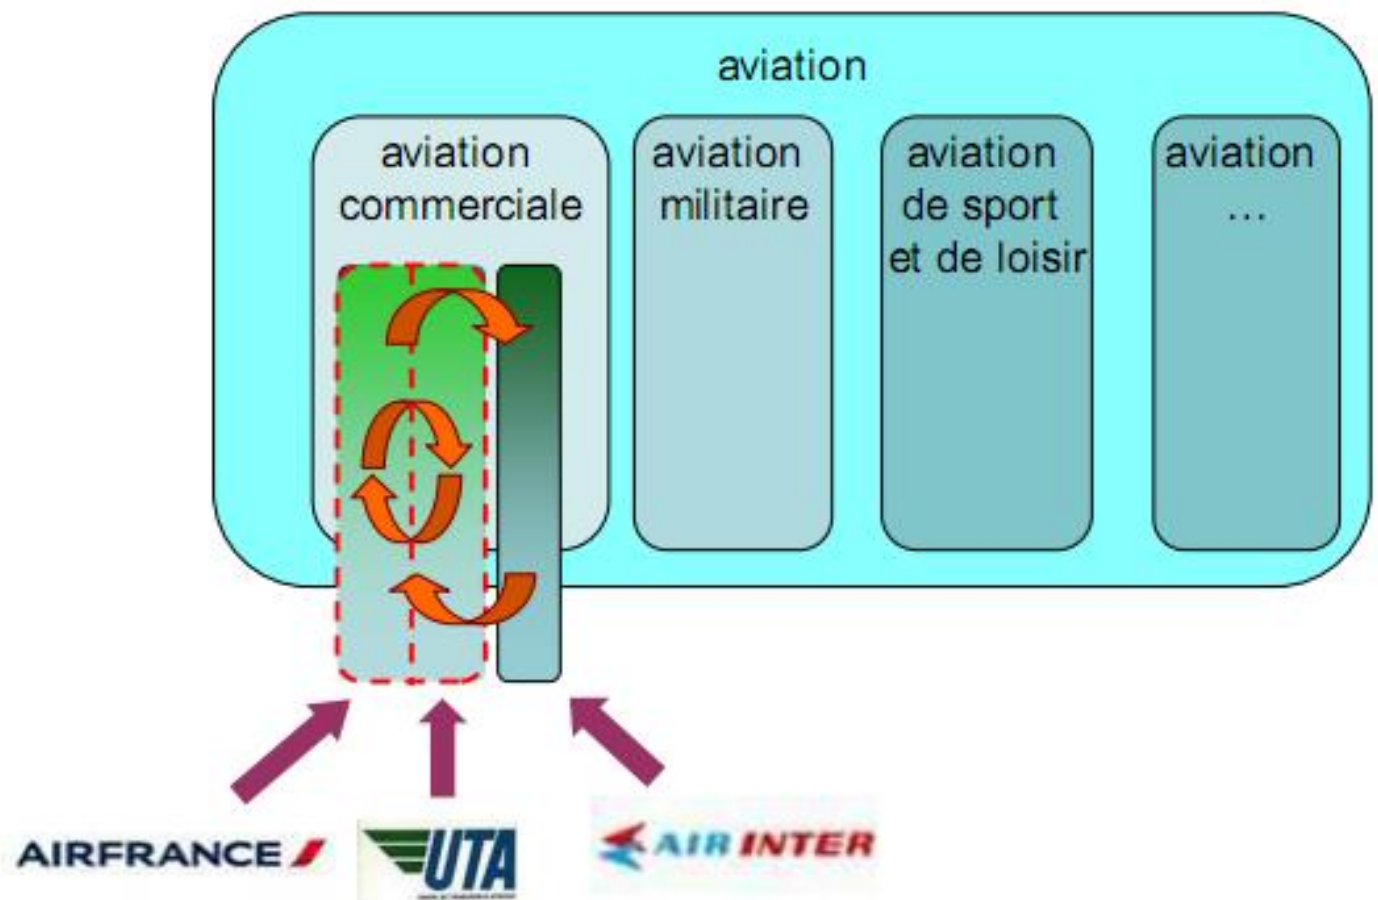 aviation
aviation
commerciale
aviation
militaire
aviation
de sport
et de loisir
aviation
...
AIRFRANCE
UTA
AIR INTER